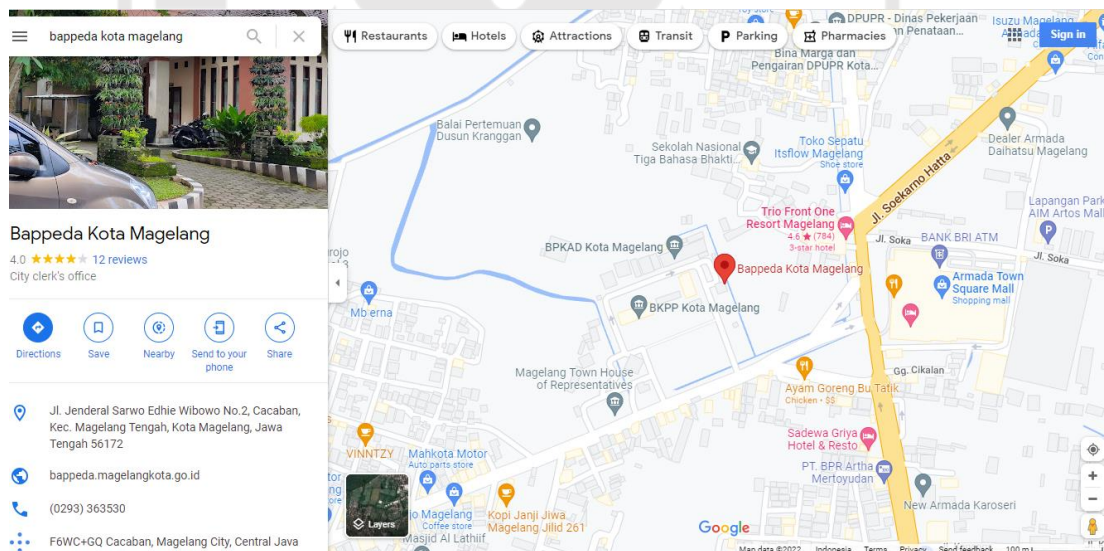 bappeda kota magelang
Bappeda Kota Magelang
4.0
12 reviews
City clerk's office
Directions
Save
Nearby
Send to your
phone
Share
Jl. Jenderal Sarwo Edhie Wibowo No.2, Cacaban,
Kec. Magelang Tengah, Kota Magelang, Jawa
Tengah 56172
bappeda.magelangkota.go.id
(0293) 363530
F6WC+GQ Cacaban, Magelang City, Central Java
Restaurants
Hotels
Attractions
Transit
Parking
Pharmacies
Sign in
DPUPR - Dinas Pekerjaan
n Penataan...
Isuzu Magelang
Bina Marga dan
Pengairan DPUPR Kota...
Balai Pertemuan
Dusun Kranggan
Sekolah Nasional
Tiga Bahasa Bhakti...
Toko Sepatu
Itsflow Magelang
Shoe store
Dealer Armada
Daihatsu Magelang
Jl. Soekarno Hatta
Lapangan Park
AIM Artos Mall
Trio Front One
Resort Magelang
4.6 ★ (784)
3-star hotel
Jl. Soka
BANK BRI ATM
Jl. Soka
BPKAD Kota Magelang
Bappeda Kota Magelang
Armada Town
Square Mall
Shopping mall
Mb erna
BKPP Kota Magelang
Magelang Town House
of Representatives
Gg. Cikalan
Ayam Goreng Bu Tatik
Chicken • $$
Sadewa Griya
Hotel & Resto
VINNTZY
Mahkota Motor
Auto parts store
PT. BPR Artha
Mertoyudan
New Armada Karoseri
Layers
jo Magelang
Coffee store
Kopi Janji Jiwa
Magelang Jilid 261
Masjid Al Lathiif
Google
Map data ©2022
Indonesia
Terms
Privacy
Send feedback
100 m